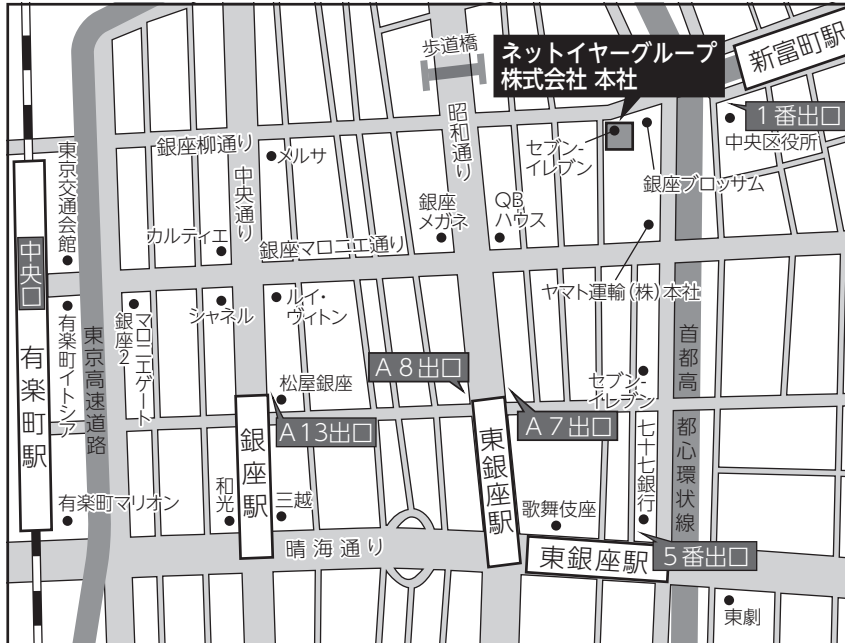 歩道橋
ネットイヤーグループ
株式会社 本社
新富町駅
1番出口
中央区役所
銀座柳通り
メルサ
昭和通り
セブン-
イレブン
銀座ブロッサム
東京交通会館
中央通り
カルティエ
銀座マロニエ通り
銀座
メガネ
QB
ハウス
ヤマト運輸(株)本社
中央口
有楽町駅
有楽町イトシア
東京高速道路
マロニエゲート
銀座2
シャネル
ルイ・
ヴィトン
首都高
都心環状線
松屋銀座
A8出口
セブン-
イレブン
A13出口
A7出口
銀座駅
東銀座駅
七十七銀行
有楽町マリオン
和光
三越
歌舞伎座
晴海通り
東銀座駅
5番出口
東劇